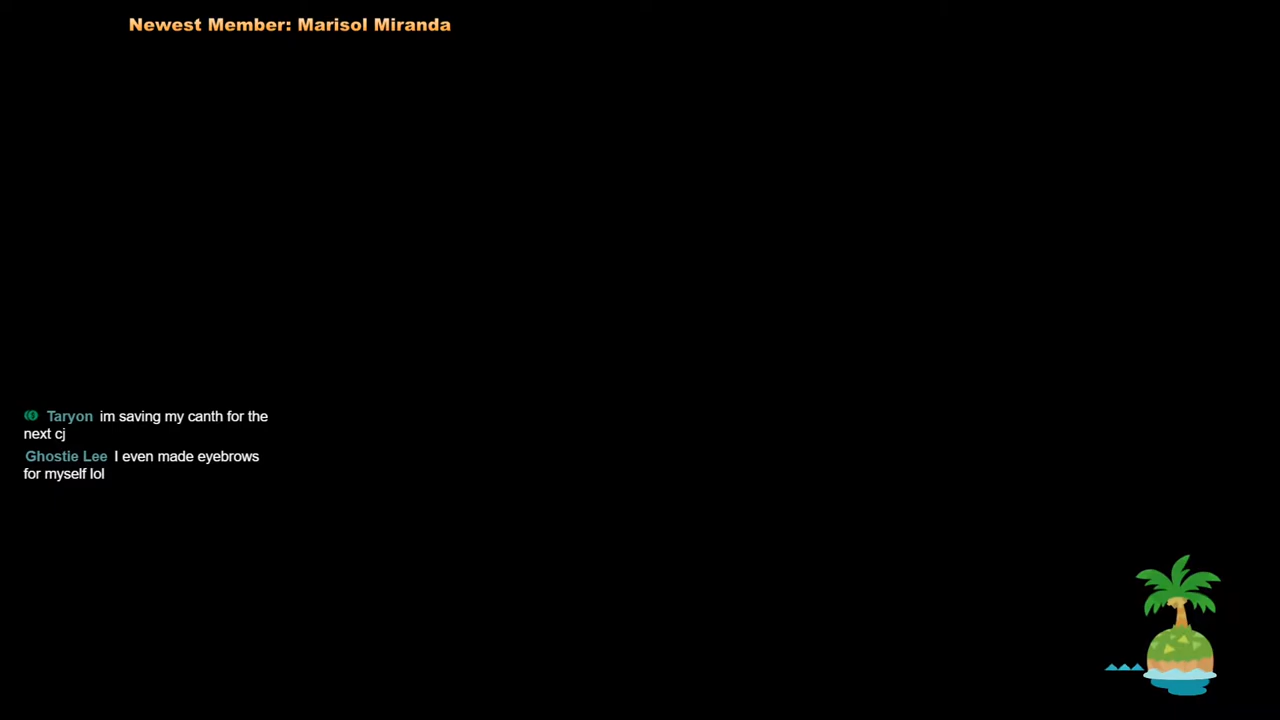 Newest Member: Marisol Miranda
Taryon im saving my canth for the
next cj
Ghostie Lee I even made eyebrows
for myself lol